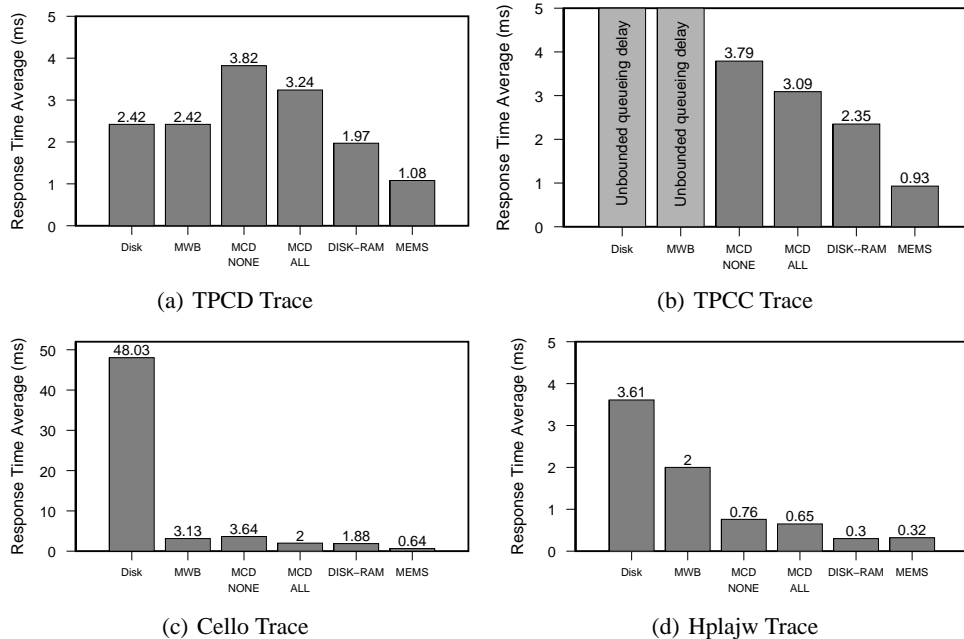 Response Time Average (ms)
5
4
3
2
1
0
2.42
2.42
3.82
3.24
1.97
1.08
Disk
MWB
MCD
NONE
MCD
ALL
DISK−RAM
MEMS
(a) TPCD Trace
Response Time Average (ms)
5
4
3
2
1
0
Unbounded queueing delay
Unbounded queueing delay
3.79
3.09
2.35
0.93
Disk
MWB
MCD
NONE
MCD
ALL
DISK--RAM
MEMS
(b) TPCC Trace
Response Time Average (ms)
50
40
30
20
10
0
48.03
3.13
3.64
2
1.88
0.64
Disk
MWB
MCD
NONE
MCD
ALL
DISK−RAM
MEMS
(c) Cello Trace
Response Time Average (ms)
5
4
3
2
1
0
3.61
2
0.76
0.65
0.3
0.32
Disk
MWB
MCD
NONE
MCD
ALL
DISK−RAM
MEMS
(d) Hplajw Trace